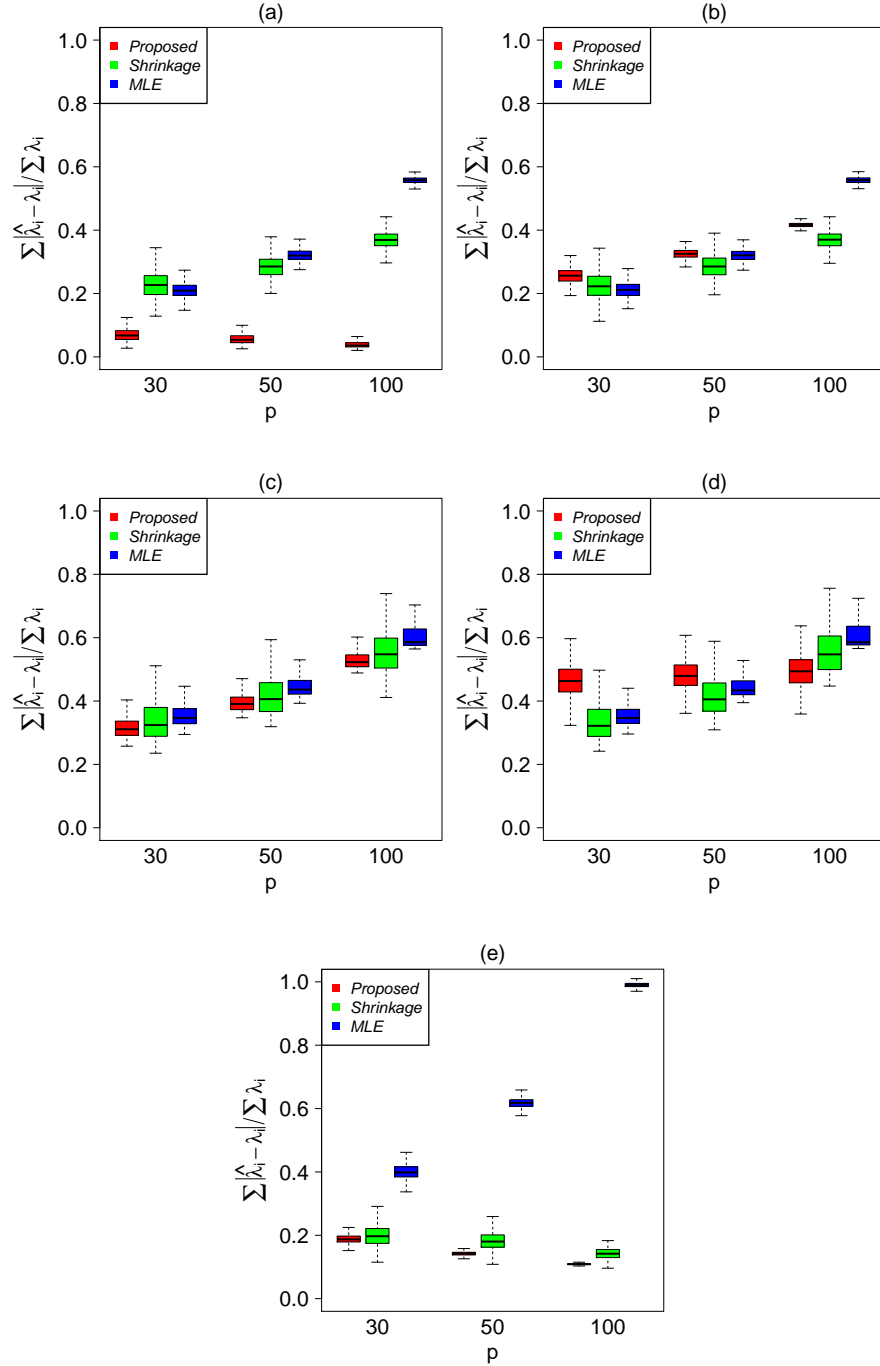 (a)
Proposed
Shrinkage
MLE
1.0
0.8
0.6
0.4
0.2
0.0
∑|λ̂i − λi|/∑λi
30 50 100
p
(b)
Proposed
Shrinkage
MLE
1.0
0.8
0.6
0.4
0.2
0.0
∑|λ̂i − λi|/∑λi
30 50 100
p
(c)
Proposed
Shrinkage
MLE
1.0
0.8
0.6
0.4
0.2
0.0
∑|λ̂i − λi|/∑λi
30 50 100
p
(d)
Proposed
Shrinkage
MLE
1.0
0.8
0.6
0.4
0.2
0.0
∑|λ̂i − λi|/∑λi
30 50 100
p
(e)
Proposed
Shrinkage
MLE
1.0
0.8
0.6
0.4
0.2
0.0
∑|λ̂i − λi|/∑λi
30 50 100
p